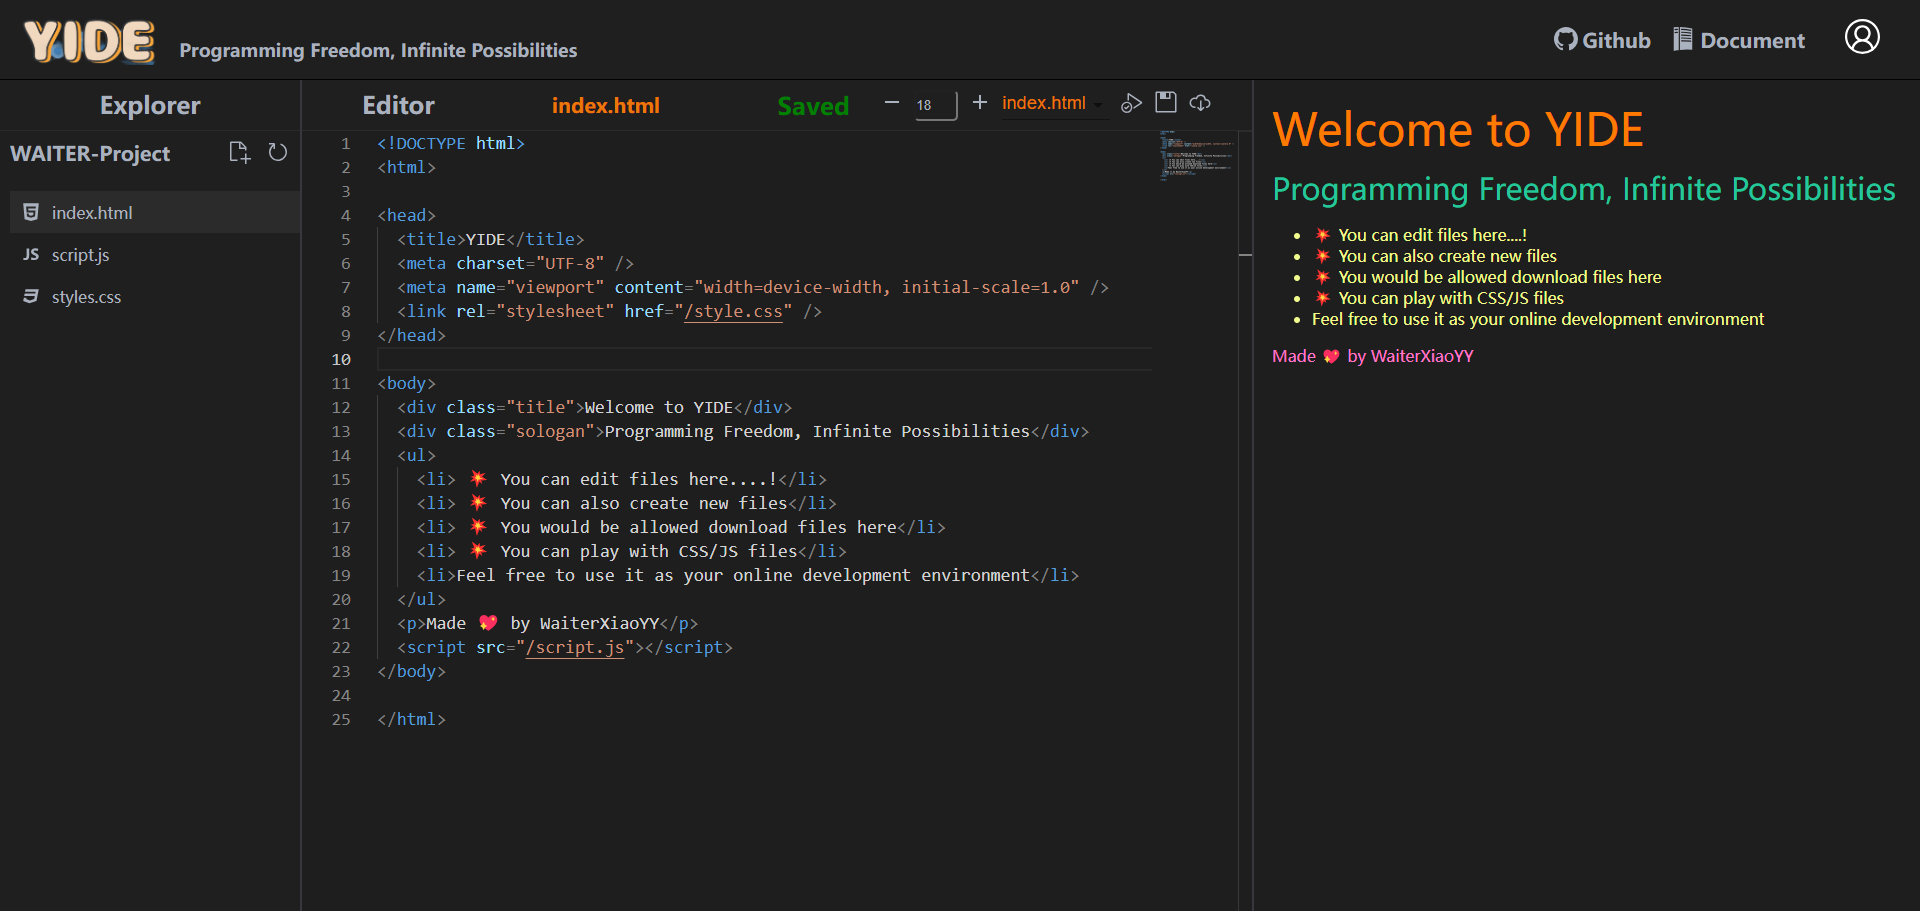 YIDE Programming Freedom, Infinite Possibilities Github Document
Explorer
WAITER-Project
index.html
JS script.js
styles.css
Editor index.html Saved 18 index.html
1 <!DOCTYPE html>
2 <html>
3
4 <head>
5 <title>YIDE</title>
6 <meta charset="UTF-8" />
7 <meta name="viewport" content="width=device-width, initial-scale=1.0" />
8 <link rel="stylesheet" href="/style.css" />
9 </head>
10
11 <body>
12 <div class="title">Welcome to YIDE</div>
13 <div class="sologan">Programming Freedom, Infinite Possibilities</div>
14 <ul>
15 <li> 💥 You can edit files here....!</li>
16 <li> 💥 You can also create new files</li>
17 <li> 💥 You would be allowed download files here</li>
18 <li> 💥 You can play with CSS/JS files</li>
19 <li>Feel free to use it as your online development environment</li>
20 </ul>
21 <p>Made 💖 by WaiterXiaoYY</p>
22 <script src="/script.js"></script>
23 </body>
24
25 </html>
Welcome to YIDE
Programming Freedom, Infinite Possibilities
• 💥 You can edit files here....!
• 💥 You can also create new files
• 💥 You would be allowed download files here
• 💥 You can play with CSS/JS files
• Feel free to use it as your online development environment
Made 💖 by WaiterXiaoYY